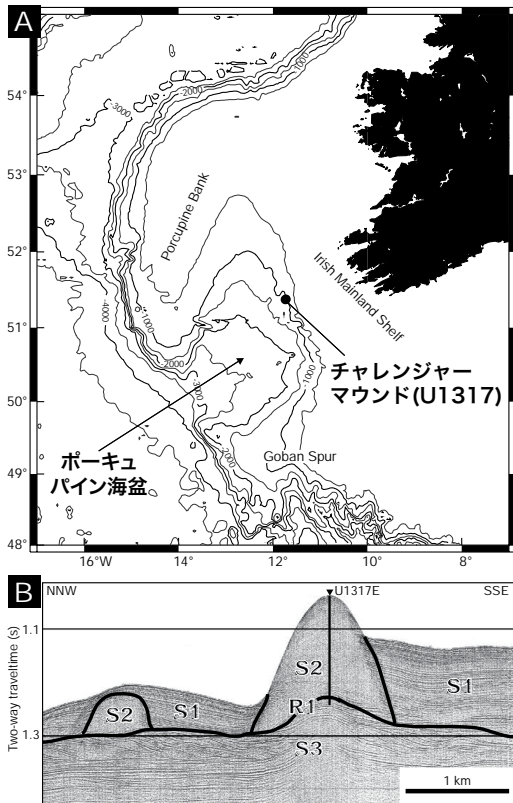 A
54°
53°
52°
51°
50°
49°
48°
16°W
14°
12°
10°
8°
-3000
-2000
-1000
Porcupine Bank
Irish Mainland Shelf
-4000
-1000
-2000
-3000
-1000
-2000
チャレンジャー
マウンド(U1317)
ポーキュ
パイン海盆
Goban Spur
B
NNW
U1317E
SSE
Two-way traveltime (s)
1.1
1.3
S2
S1
S2
R1
S1
S3
1 km